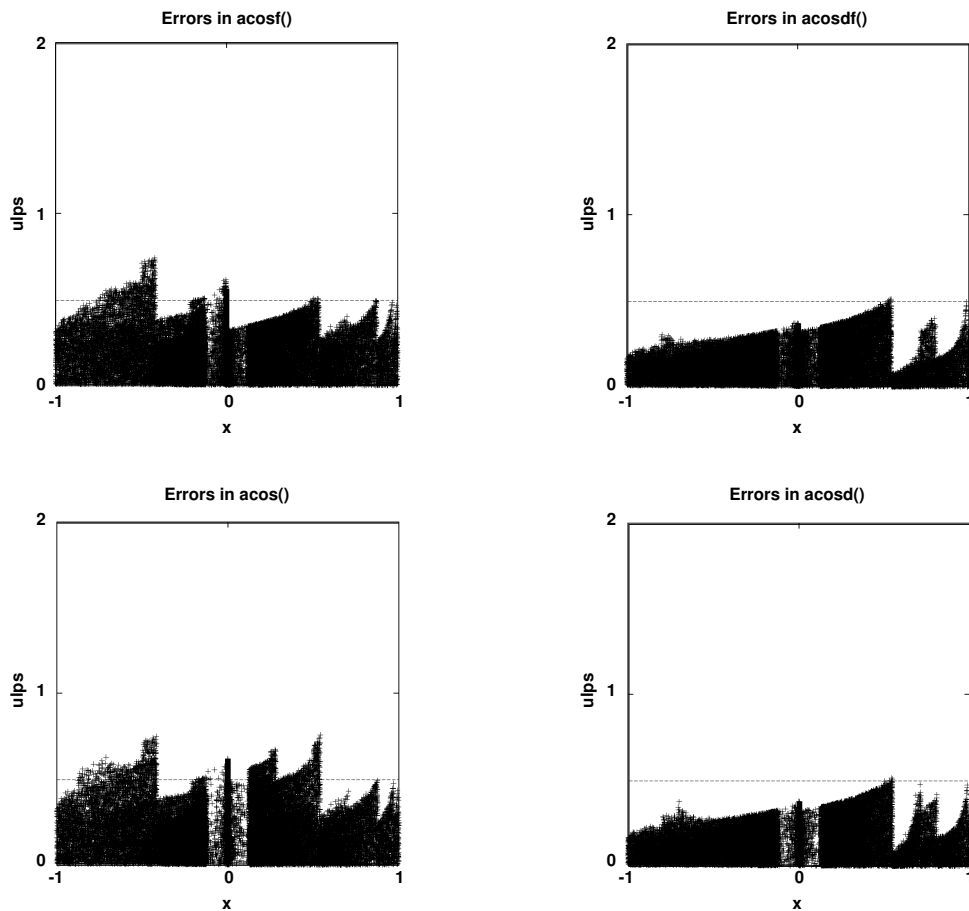 Errors in acosf()
2
1
0
ulps
-1
0
1
x
Errors in acosdf()
2
1
0
ulps
-1
0
1
x
Errors in acos()
2
1
0
ulps
-1
0
1
x
Errors in acosd()
2
1
0
ulps
-1
0
1
x